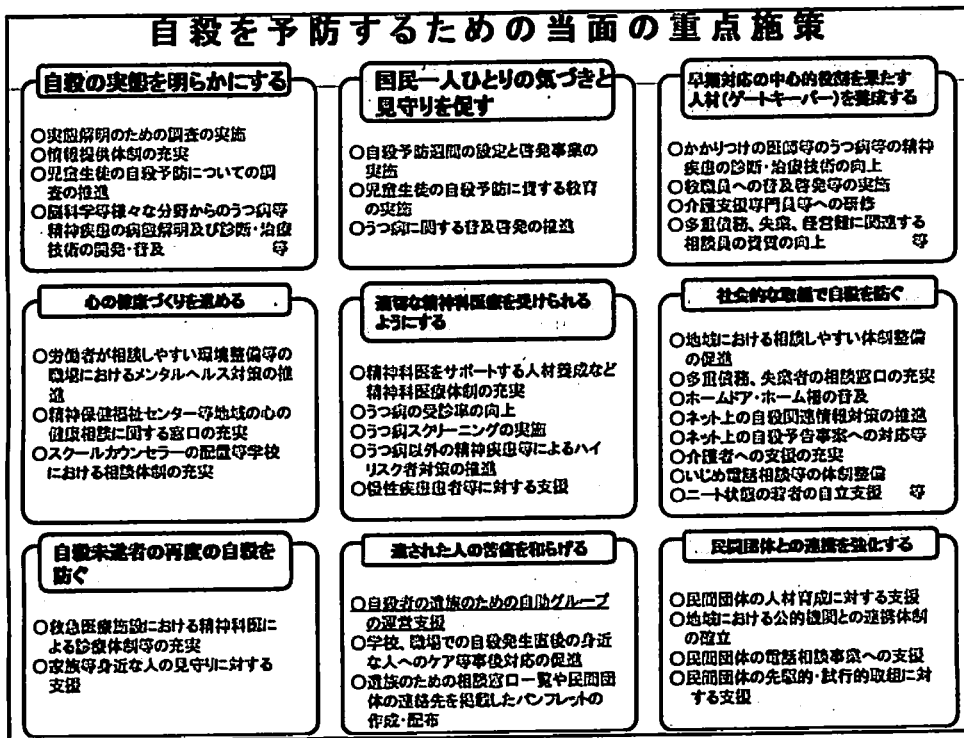 自殺を予防するための当面の重点施策
自殺の実態を明らかにする
○実態解明のための調査の実施
○情報提供体制の充実
○児童生徒の自殺予防についての調
査の推進
○脳科学等様々な分野からのうつ病等
精神疾患の病態解明及び診断・治療
技術の開発・普及 等
国民一人ひとりの気づきと
見守りを促す
○自殺予防週間の設定と啓発事業の
実施
○児童生徒の自殺予防に資する教育
の実施
○うつ病に関する普及啓発の推進
早期対応の中心的役割を果たす
人材(ゲートキーパー)を養成する
○かかりつけの医師等のうつ病等の精神
疾患の診断・治療技術の向上
○教職員への普及啓発等の実施
○介護支援専門員等への研修
○多重債務、失業、経営難に関連する
相談員の資質の向上 等
心の健康づくりを進める
○労働者が相談しやすい環境整備等の
職場におけるメンタルヘルス対策の推
進
○精神保健福祉センター等地域の心の
健康相談に関する窓口の充実
○スクールカウンセラーの配置等学校
における相談体制の充実
適切な精神科医療を受けられる
ようにする
○精神科医をサポートする人材養成など
精神科医療体制の充実
○うつ病の受診率の向上
○うつ病スクリーニングの実施
○うつ病以外の精神疾患等によるハイ
リスク者対策の推進
○慢性疾患患者等に対する支援
社会的な取組で自殺を防ぐ
○地域における相談しやすい体制整備
の促進
○多重債務、失業者の相談窓口の充実
○ホームドア・ホーム柵の普及
○ネット上の自殺関連情報対策の推進
○ネット上の自殺予告事案への対応等
○介護者への支援の充実
○いじめ電話相談等の体制整備
○ニート状態の若者の自立支援 等
自殺未遂者の再度の自殺を
防ぐ
○救急医療施設における精神科医に
よる診療体制等の充実
○家族等身近な人の見守りに対する
支援
遺された人の苦痛を和らげる
○自殺者の遺族のための自助グループ
の運営支援
○学校、職場での自殺発生直後の身近
な人へのケア等事後対応の促進
○遺族のための相談窓口一覧や民間団
体の連絡先を掲載したパンフレットの
作成・配布
民間団体との連携を強化する
○民間団体の人材育成に対する支援
○地域における公的機関との連携体制
の確立
○民間団体の電話相談事業への支援
○民間団体の先駆的・試行的取組に対
する支援